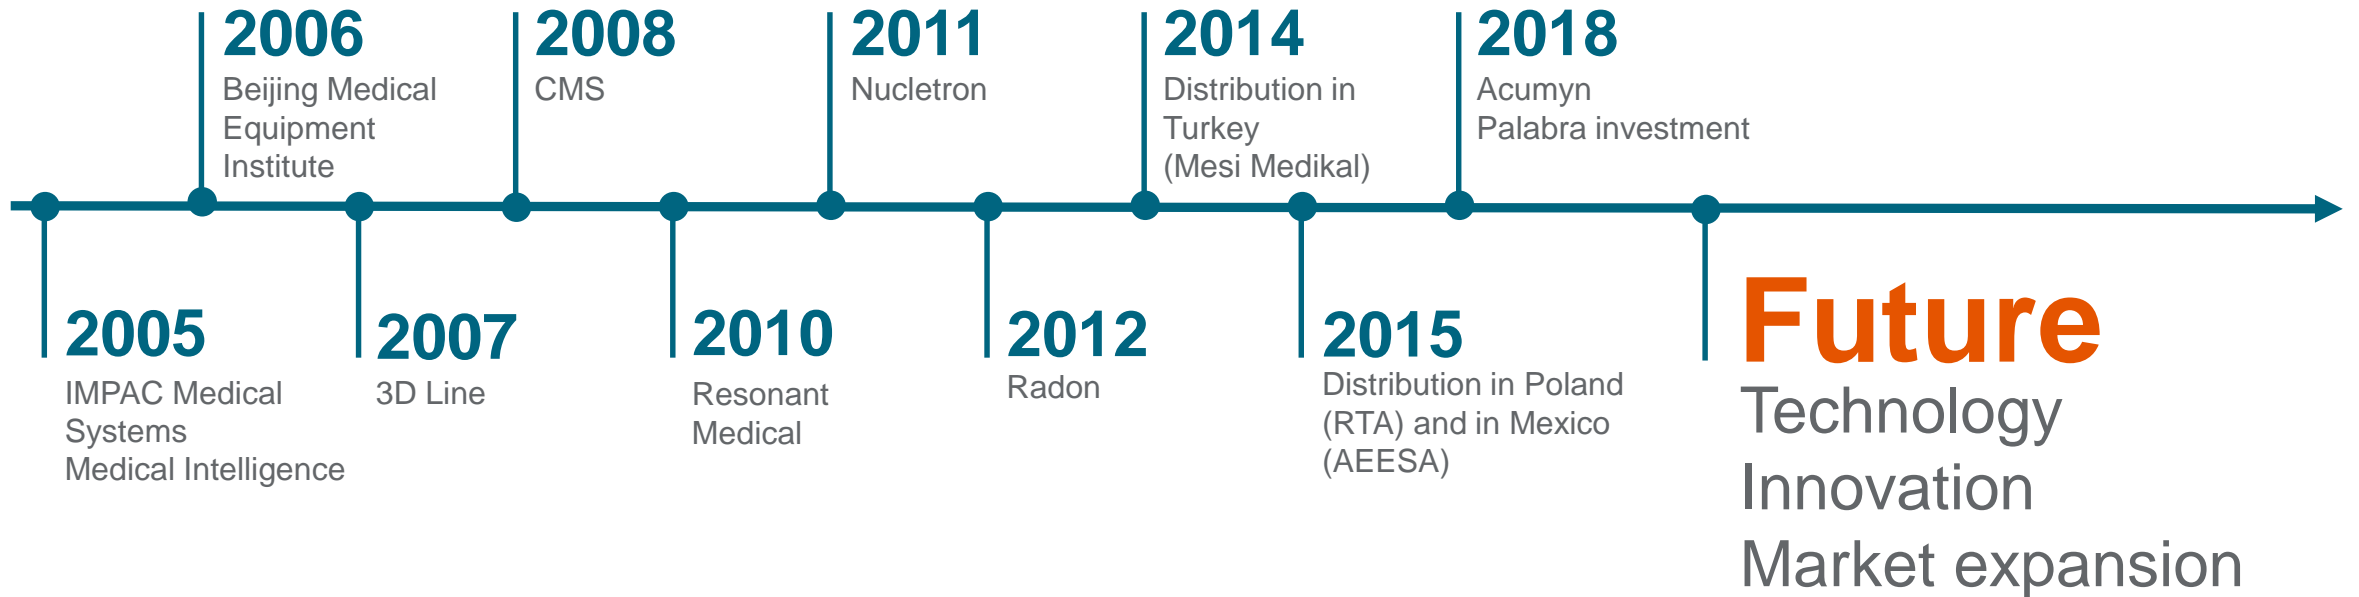 2006
Beijing Medical
Equipment
Institute
2008
CMS
2011
Nucletron
2014
Distribution in
Turkey
(Mesi Medikal)
2018
Acumyn
Palabra investment
2005
IMPAC Medical
Systems
Medical Intelligence
2007
3D Line
2010
Resonant
Medical
2012
Radon
2015
Distribution in Poland
(RTA) and in Mexico
(AEESA)
Future
Technology
Innovation
Market expansion